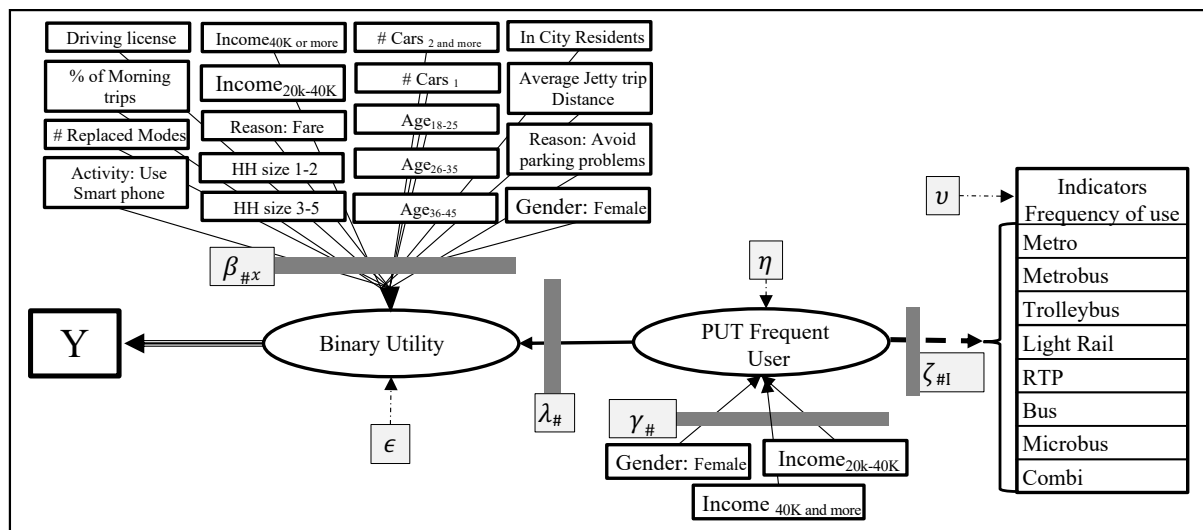 Driving license
% of Morning
trips
# Replaced Modes
Activity: Use
Smart phone
Income40K or more
Income20k-40K
Reason: Fare
HH size 1-2
HH size 3-5
# Cars 2 and more
# Cars 1
Age18-25
Age26-35
Age36-45
In City Residents
Average Jetty trip
Distance
Reason: Avoid
parking problems
Gender: Female
β#x
Y
Binary Utility
ϵ
λ#
η
PUT Frequent
User
ζ#I
γ#
Gender: Female
Income20k-40K
Income 40K and more
υ
Indicators
Frequency of use
Metro
Metrobus
Trolleybus
Light Rail
RTP
Bus
Microbus
Combi